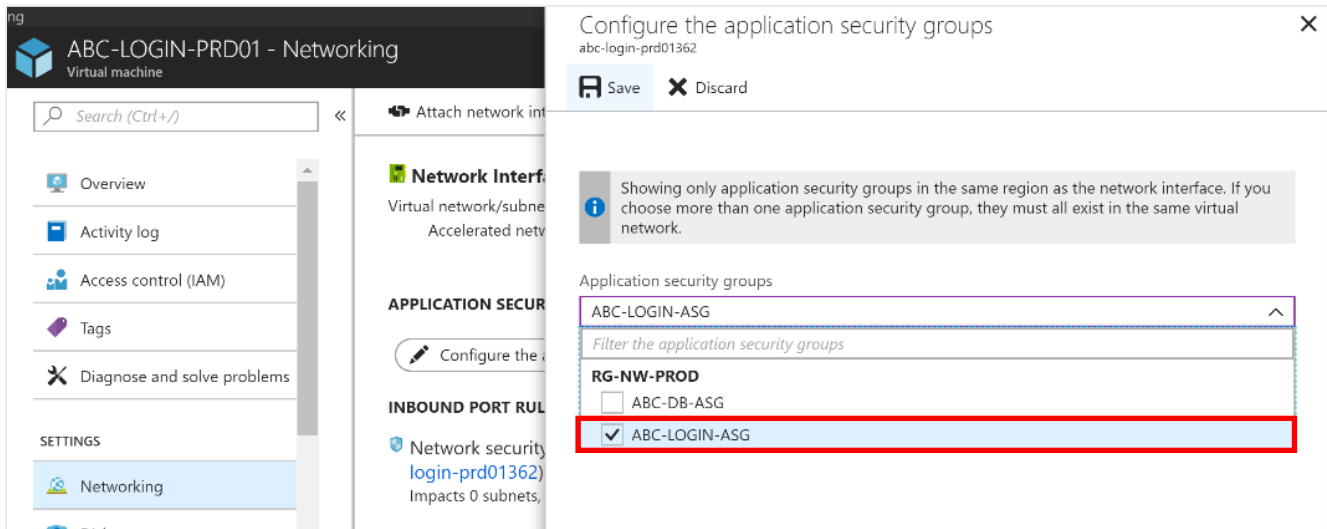 ng
ABC-LOGIN-PRD01 - Networking
Virtual machine
Search (Ctrl+/)
«
Overview
Activity log
Access control (IAM)
Tags
Diagnose and solve problems
SETTINGS
Networking
Attach network int
Network Interf
Virtual network/subne
Accelerated netw
APPLICATION SECUR
Configure the a
INBOUND PORT RUL
Network security
login-prd01362)
Impacts 0 subnets,
Configure the application security groups
abc-login-prd01362
Save Discard
Showing only application security groups in the same region as the network interface. If you
choose more than one application security group, they must all exist in the same virtual
network.
Application security groups
ABC-LOGIN-ASG
Filter the application security groups
RG-NW-PROD
ABC-DB-ASG
ABC-LOGIN-ASG